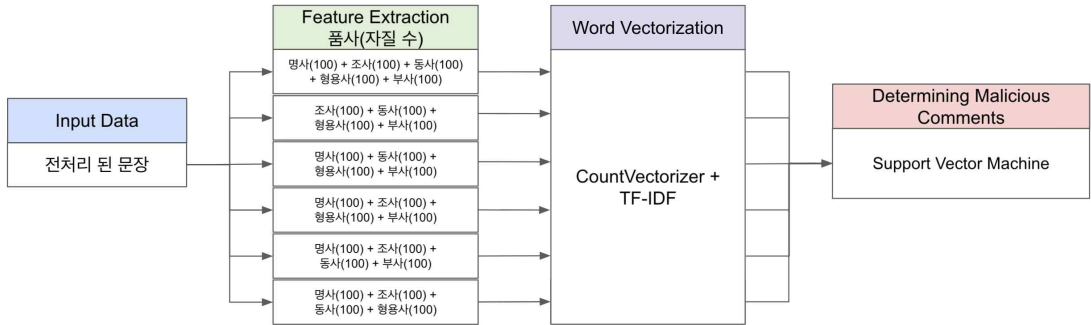 Input Data
전처리 된 문장
Feature Extraction
품사(자질 수)
명사(100) + 조사(100) + 동사(100)
+ 형용사(100) + 부사(100)
조사(100) + 동사(100) +
형용사(100) + 부사(100)
명사(100) + 동사(100) +
형용사(100) + 부사(100)
명사(100) + 조사(100) +
형용사(100) + 부사(100)
명사(100) + 조사(100) +
동사(100) + 부사(100)
명사(100) + 조사(100) +
동사(100) + 형용사(100)
Word Vectorization
CountVectorizer +
TF-IDF
Determining Malicious
Comments
Support Vector Machine